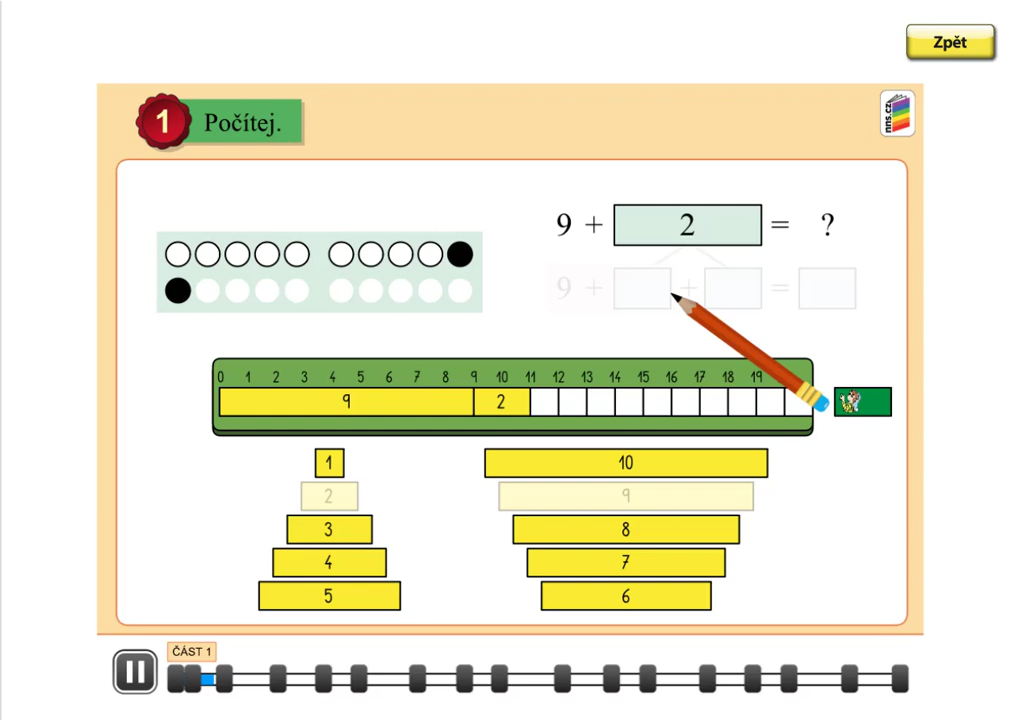 Zpět
1 Počítej.
nns.cz
9 + 2 = ?
9 + + =
0 1 2 3 4 5 6 7 8 9 10 11 12 13 14 15 16 17 18 19
9 2
1 10
2 9
3 8
4 7
5 6
ČÁST 1